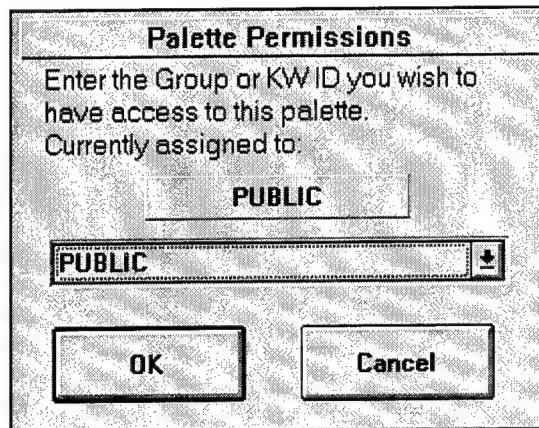 Palette Permissions
Enter the Group or KW ID you wish to
have access to this palette.
Currently assigned to:
PUBLIC
PUBLIC
OK
Cancel